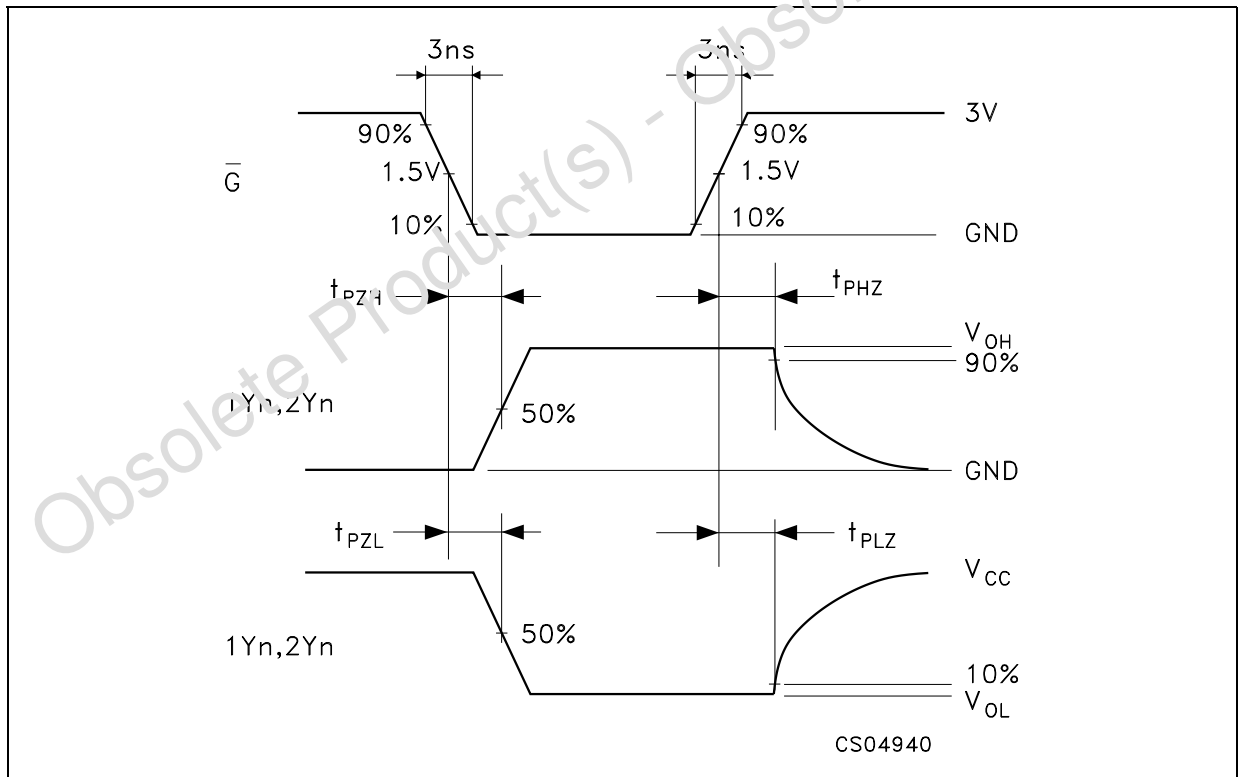 3ns 3ns
3V
90% 90%
1.5V 1.5V
G̅
10% 10%
GND
tPZH tPHZ
VOH
90%
1Yn,2Yn
50%
GND
tPZL tPLZ
VCC
1Yn,2Yn
50%
10%
VOL
CS04940
Obsolete Product(s) - Obsol